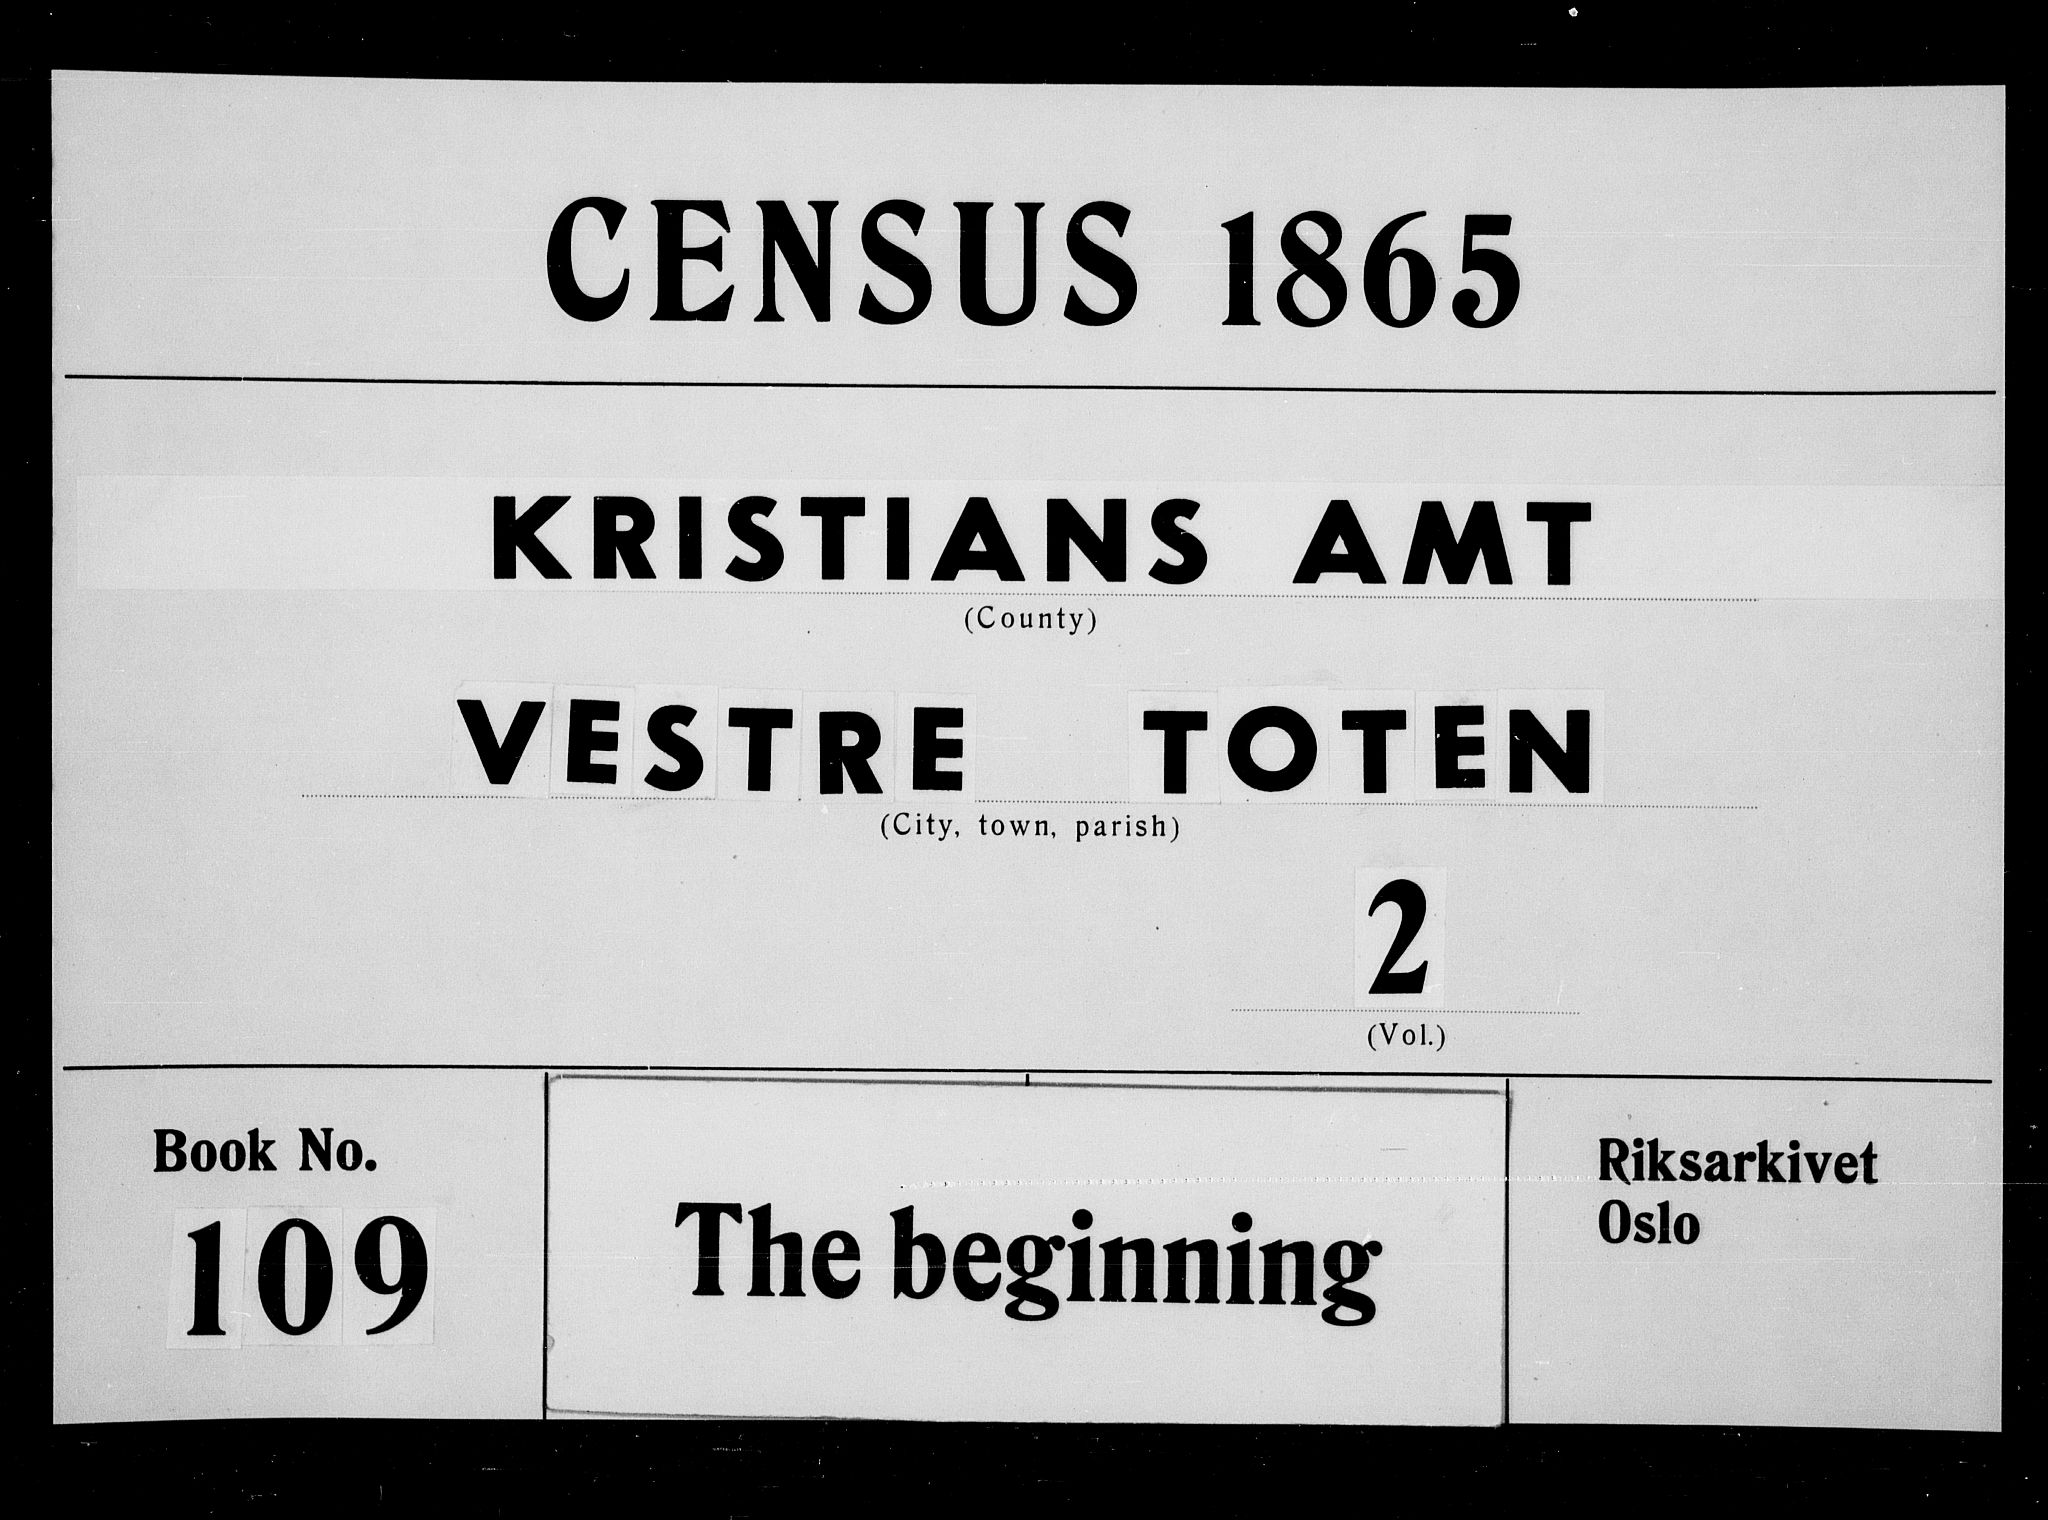 CENSUS 1865
KRISTIANS AMT
(County)
VESTRE TOTEN
(City, town, parish)
2
(Vol.)
Book No.
109
The beginning
Riksarkivet
Oslo